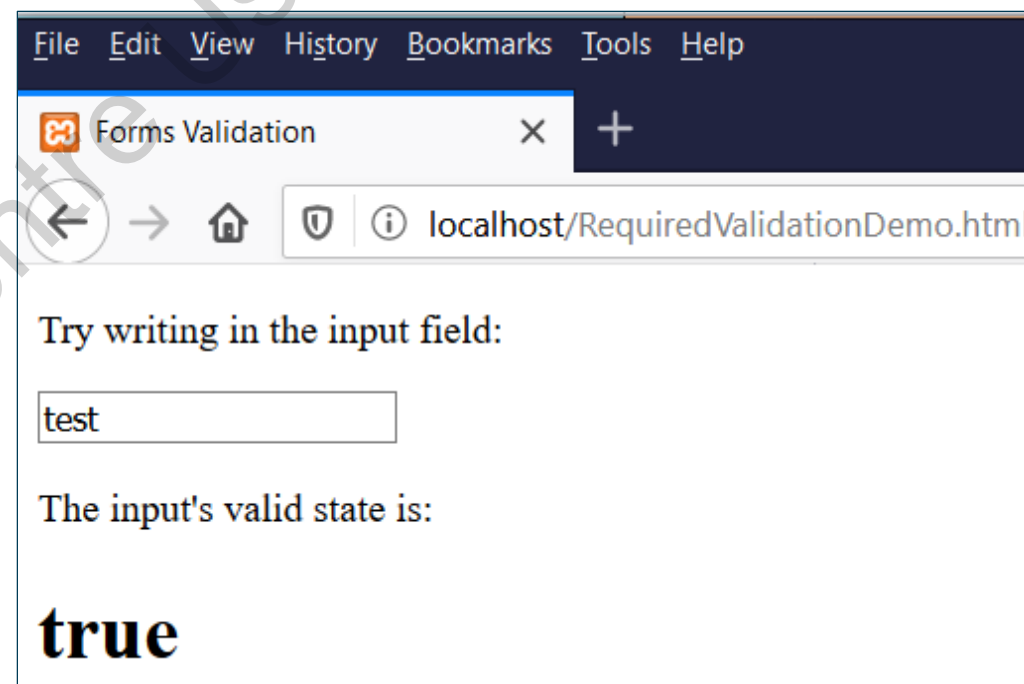 File Edit View History Bookmarks Tools Help
Forms Validation
localhost/RequiredValidationDemo.html
Try writing in the input field:
test
The input's valid state is:
true